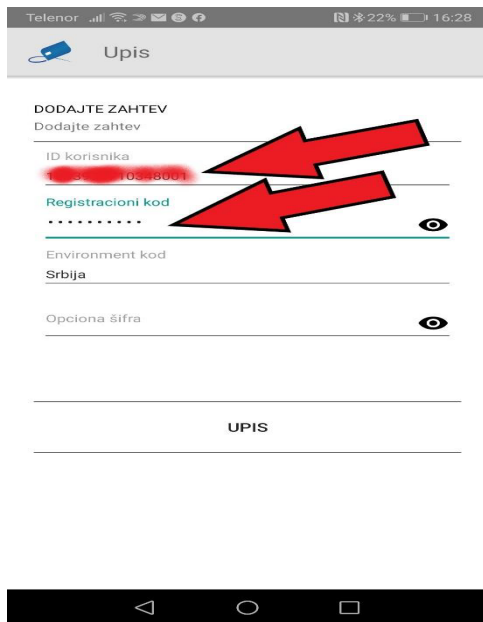 Telenor 22% 16:28
Upis
DODAJTE ZAHTEV
Dodajte zahtev
ID korisnika
Registracioni kod
••••••••••
Environment kod
Srbija
Opciona šifra
UPIS